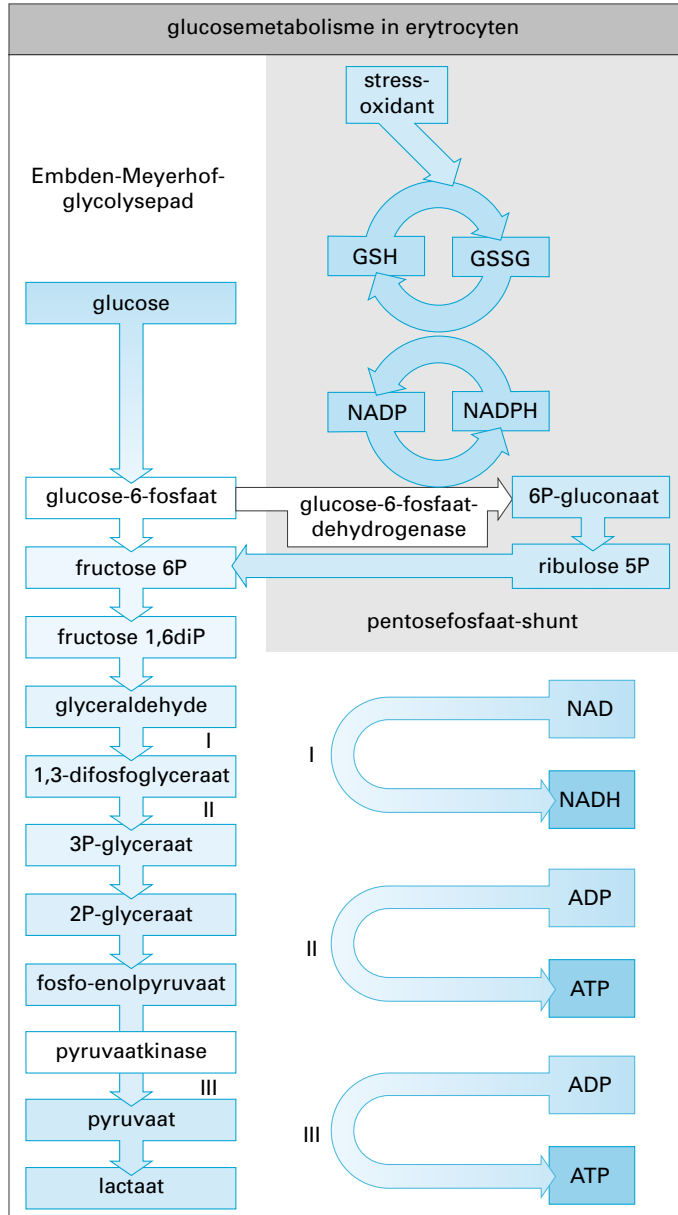 glucosemetabolisme in erytrocyten
stress-
oxidant
Embden-Meyerhof-
glycolysepad
GSH
GSSG
glucose
NADP
NADPH
glucose-6-fosfaat
glucose-6-fosfaat-
dehydrogenase
6P-gluconaat
fructose 6P
ribulose 5P
fructose 1,6diP
pentosefosfaat-shunt
glyceraldehyde
I
1,3-difosfoglyceraat
II
3P-glyceraat
2P-glyceraat
fosfo-enolpyruvaat
pyruvaatkinase
III
pyruvaat
lactaat
NAD
I
NADH
ADP
II
ATP
ADP
III
ATP